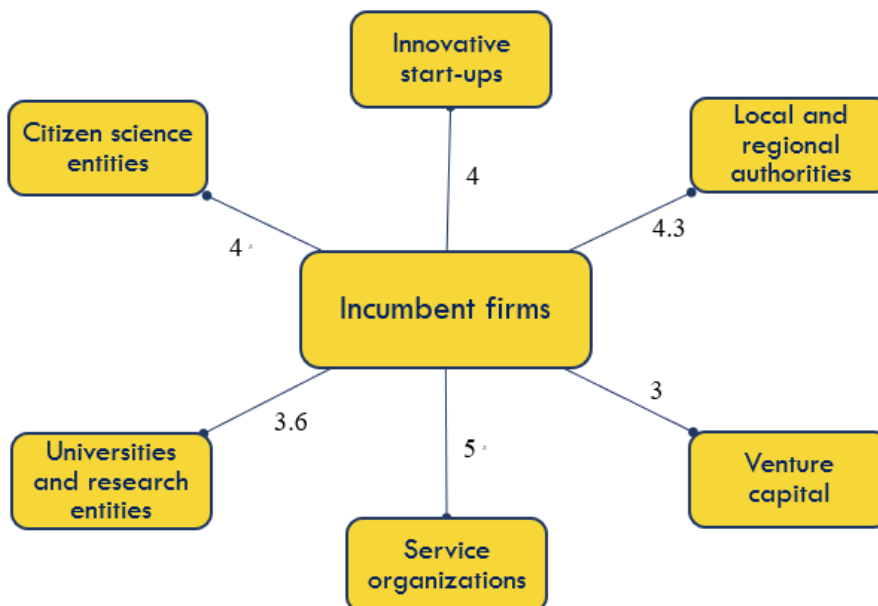 Innovative
start-ups
Citizen science
entities
Local and
regional
authorities
4
4.3
4 x
Incumbent firms
3
3.6
5 x
Universities
and research
entities
Venture
capital
Service
organizations